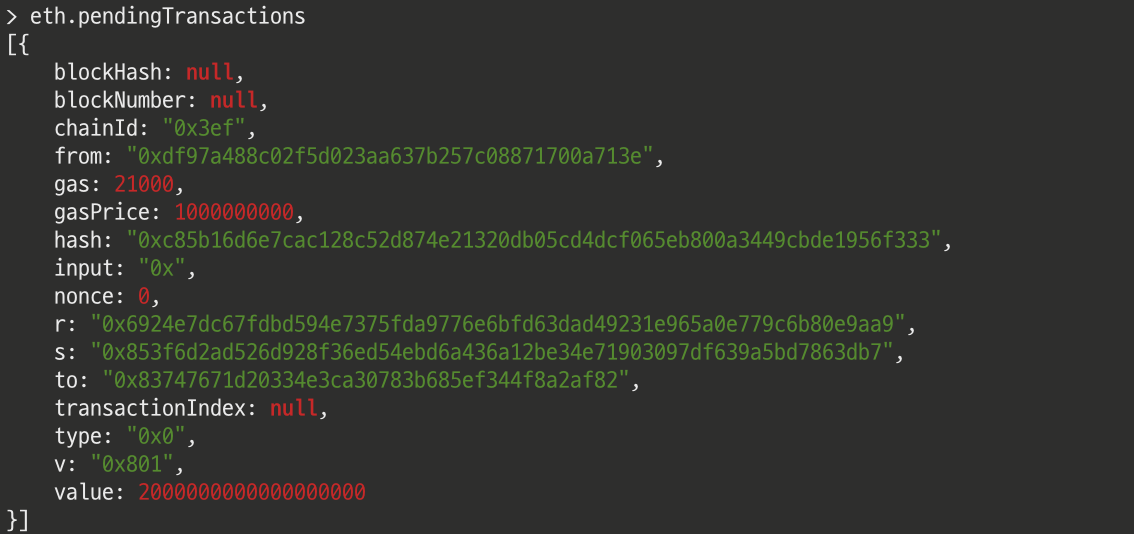 > eth.pendingTransactions
[{
    blockHash: null,
    blockNumber: null,
    chainId: "0x3ef",
    from: "0xdf97a488c02f5d023aa637b257c08871700a713e",
    gas: 21000,
    gasPrice: 1000000000,
    hash: "0xc85b16d6e7cac128c52d874e21320db05cd4dcf065eb800a3449cbde1956f333",
    input: "0x",
    nonce: 0,
    r: "0x6924e7dc67fdbd594e7375fda9776e6bfd63dad49231e965a0e779c6b80e9aa9",
    s: "0x853f6d2ad526d928f36ed54ebd6a436a12be34e71903097df639a5bd7863db7",
    to: "0x83747671d20334e3ca30783b685ef344f8a2af82",
    transactionIndex: null,
    type: "0x0",
    v: "0x801",
    value: 2000000000000000000
}]